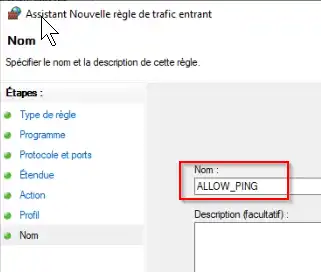 Assistant Nouvelle règle de trafic entrant
Nom
Spécifier le nom et la description de cette règle.
Étapes :
Type de règle
Programme
Protocole et ports
Étendue
Action
Profil
Nom
Nom :
ALLOW_PING
Description (facultatif) :